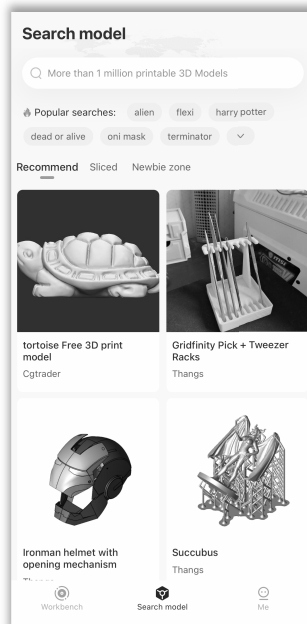 Search model
More than 1 million printable 3D Models
Popular searches: alien flexi harry potter
dead or alive oni mask terminator
Recommend Sliced Newbie zone
tortoise Free 3D print
model
Cgtrader
Gridfinity Pick + Tweezer
Racks
Thangs
Ironman helmet with
opening mechanism
Succubus
Thangs
Workbench Search model Me